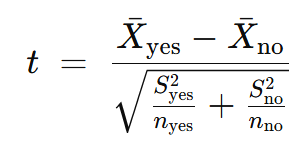 t = (X̄_yes − X̄_no) / √(S²_yes / n_yes + S²_no / n_no)